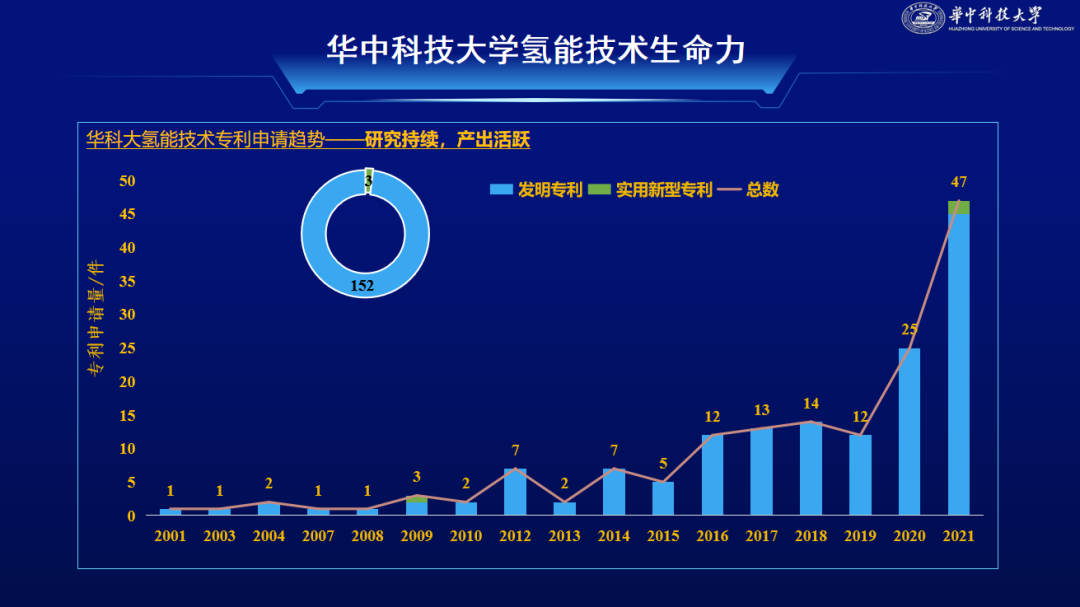 華中科技大学
HUAZHONG UNIVERSITY OF SCIENCE AND TECHNOLOGY
华中科技大学氢能技术生命力
华科大氢能技术专利申请趋势——研究持续，产出活跃
3
152
发明专利 实用新型专利 总数
专利申请量/件
50
45
40
35
30
25
20
15
10
5
0
1 1 2 1 1 3 2 7 2 7 5 12 13 14 12 25 47
2001 2003 2004 2007 2008 2009 2010 2012 2013 2014 2015 2016 2017 2018 2019 2020 2021